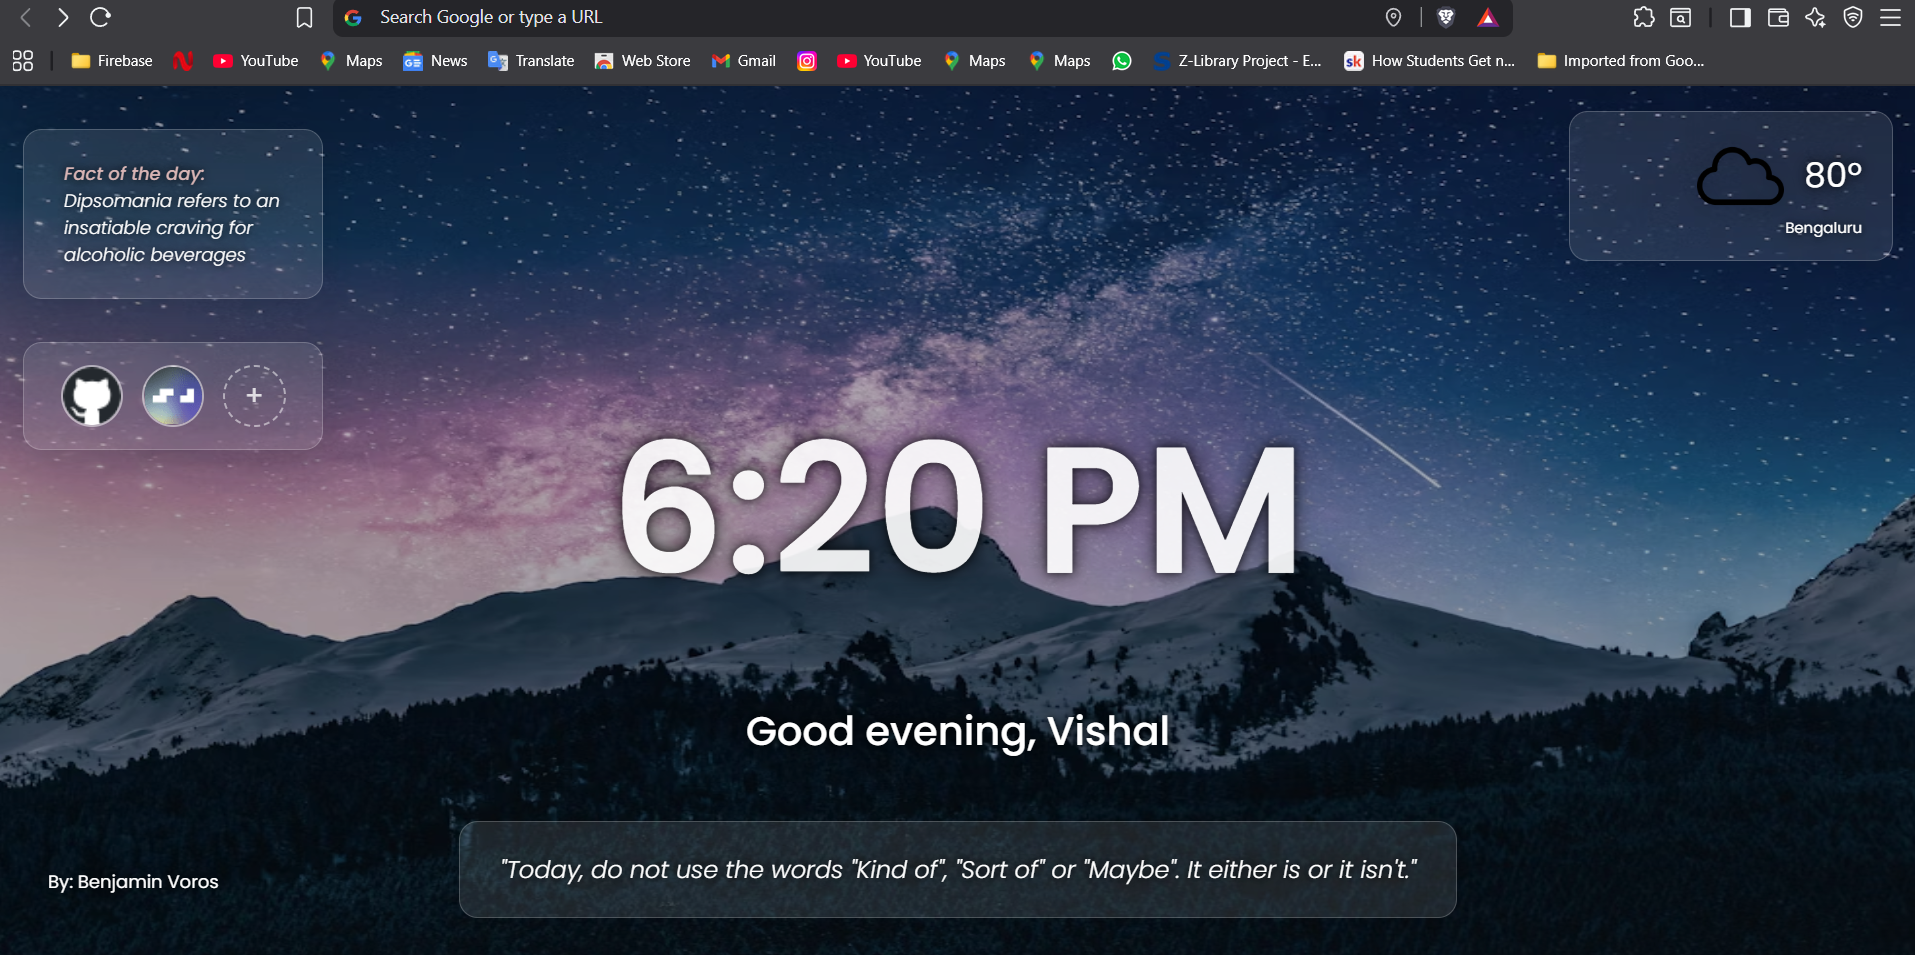 Search Google or type a URL
Firebase YouTube Maps News Translate Web Store Gmail YouTube Maps Maps Z-Library Project - E... sk How Students Get n... Imported from Goo...
Fact of the day:
Dipsomania refers to an
insatiable craving for
alcoholic beverages
80°
Bengaluru
6:20 PM
Good evening, Vishal
"Today, do not use the words "Kind of", "Sort of" or "Maybe". It either is or it isn't."
By: Benjamin Voros